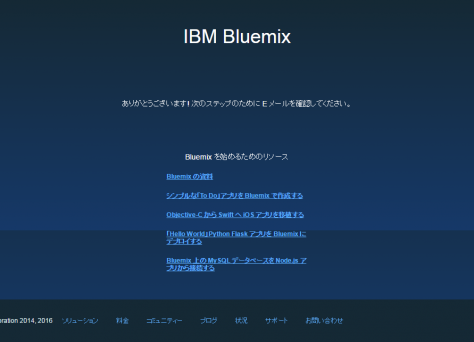 IBM Bluemix
ありがとうございます! 次のステップのために E メールを確認してください。
Bluemix を始めるためのリソース
Bluemix の資料
シンプルな「To Do」アプリを Bluemix で作成する
Objective-C から Swift へ iOS アプリを移植する
「Hello World」Python Flask アプリを Bluemix に
デプロイする
Bluemix 上の MySQL データベースを Node.js ア
プリから接続する
oration 2014, 2016 ソリューション 料金 コミュニティー ブログ 状況 サポート お問い合わせ